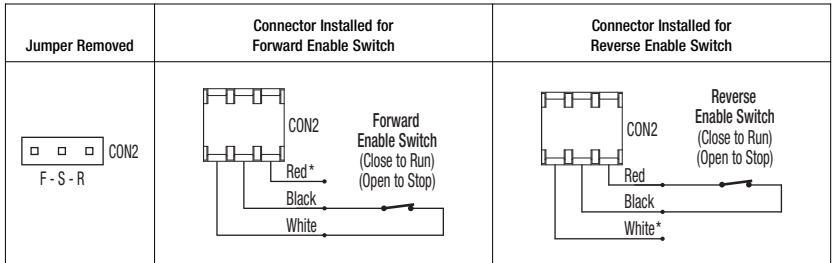 Jumper Removed
Connector Installed for
Forward Enable Switch
Connector Installed for
Reverse Enable Switch
CON2
F - S - R
CON2
Forward
Enable Switch
(Close to Run)
(Open to Stop)
Red*
Black
White
CON2
Reverse
Enable Switch
(Close to Run)
(Open to Stop)
Red
Black
White*